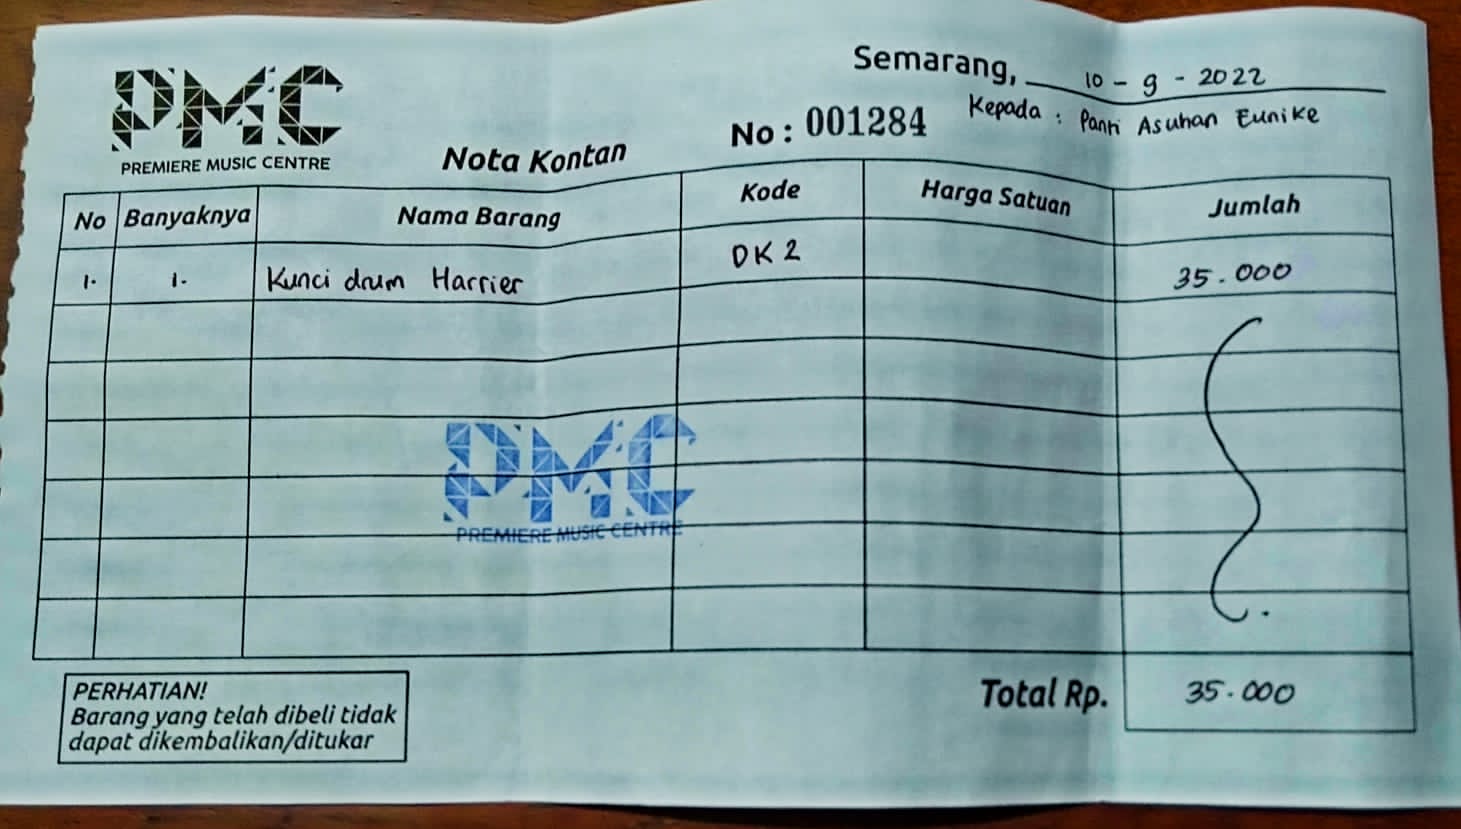 PMC
PREMIERE MUSIC CENTRE
Nota Kontan
Semarang, 10 - 9 - 2022
No : 001284
Kepada : Panti Asuhan Eunike
No Banyaknya Nama Barang Kode Harga Satuan Jumlah
1. 1. Kunci drum Harrier DK 2 35.000
PMC
PREMIERE MUSIC CENTRE
Total Rp. 35.000
PERHATIAN!
Barang yang telah dibeli tidak
dapat dikembalikan/ditukar